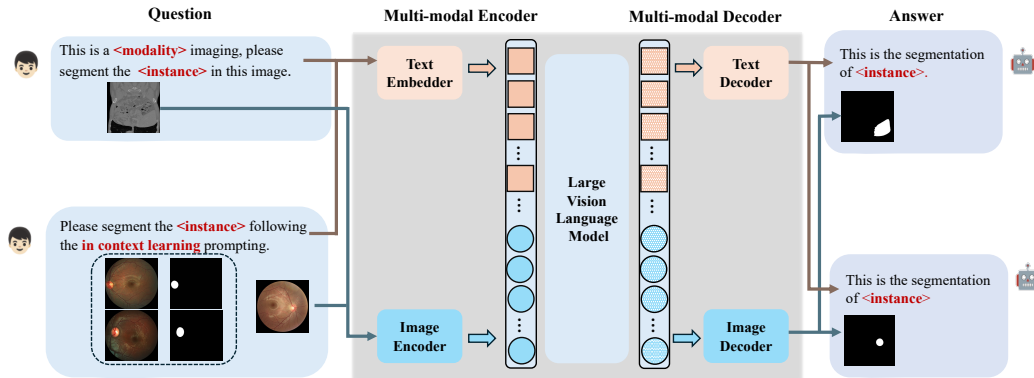 Question
Multi-modal Encoder
Multi-modal Decoder
Answer
This is a <modality> imaging, please
segment the <instance> in this image.
Please segment the <instance> following
the in context learning prompting.
Text
Embedder
Image
Encoder
...
...
...
Large
Vision
Language
Model
...
...
...
Text
Decoder
Image
Decoder
This is the segmentation
of <instance>.
This is the segmentation
of <instance>